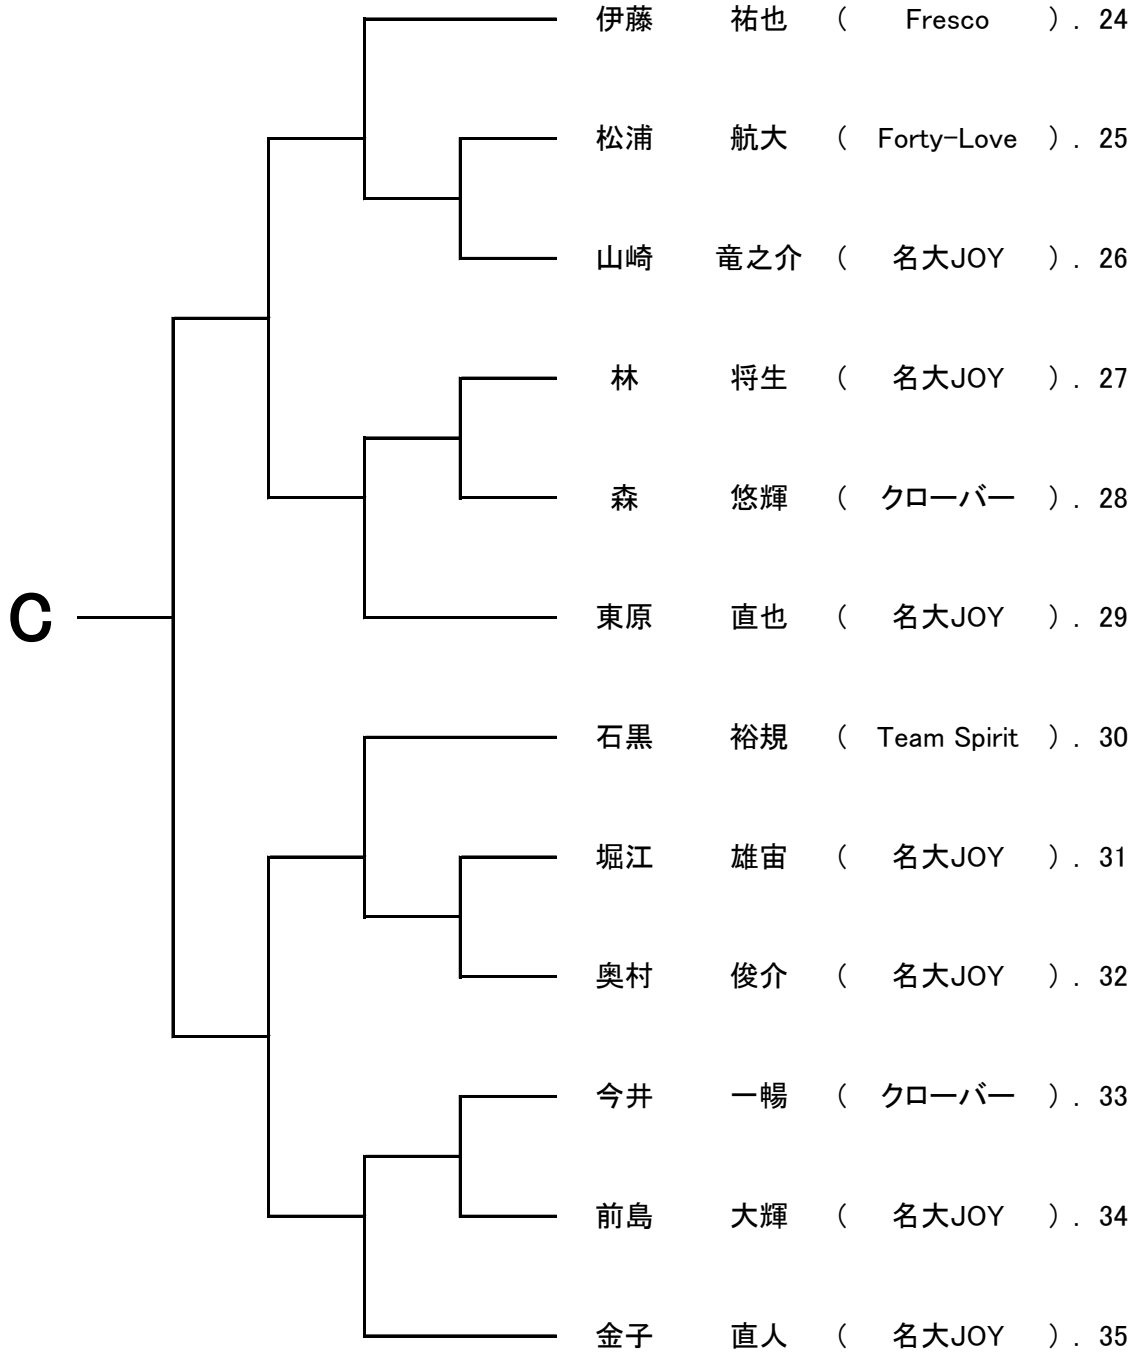 伊藤 祐也 ( Fresco ) . 24
松浦 航大 ( Forty-Love ) . 25
山崎 竜之介 ( 名大JOY ) . 26
林 将生 ( 名大JOY ) . 27
森 悠輝 ( クローバー ) . 28
C
東原 直也 ( 名大JOY ) . 29
石黒 裕規 ( Team Spirit ) . 30
堀江 雄宙 ( 名大JOY ) . 31
奥村 俊介 ( 名大JOY ) . 32
今井 一暢 ( クローバー ) . 33
前島 大輝 ( 名大JOY ) . 34
金子 直人 ( 名大JOY ) . 35